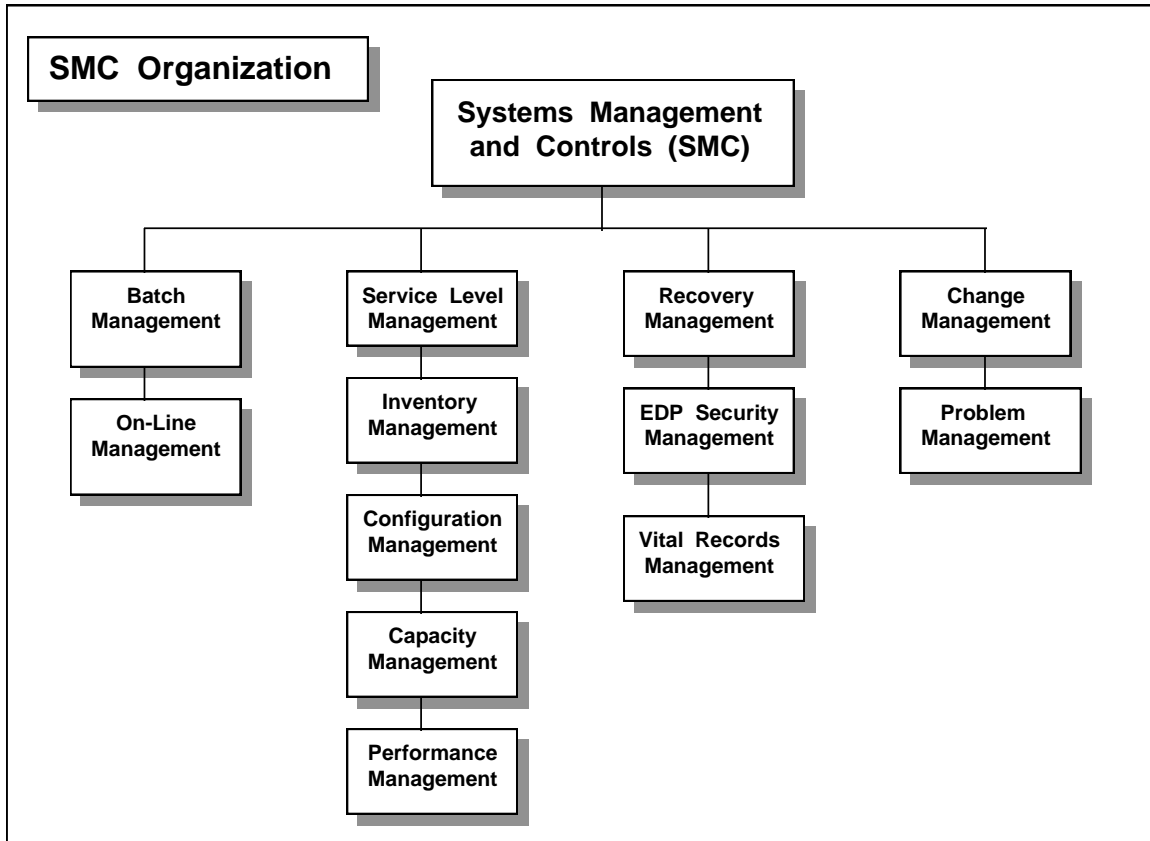 SMC Organization
Systems Management
and Controls (SMC)
Batch
Management
Service Level
Management
Recovery
Management
Change
Management
On-Line
Management
Inventory
Management
EDP Security
Management
Problem
Management
Configuration
Management
Vital Records
Management
Capacity
Management
Performance
Management